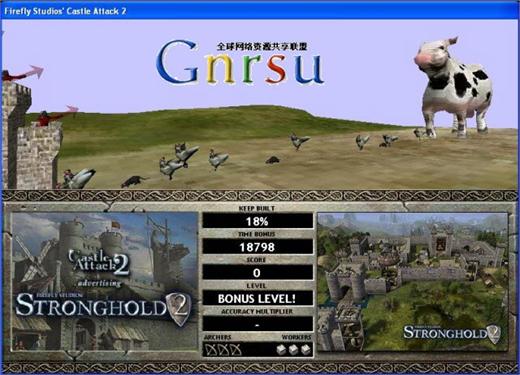 Firefly Studios' Castle Attack 2
全球网络资源共享联盟
Gnrsu
KEEP BUILT
18%
TIME BONUS
18798
SCORE
0
LEVEL
BONUS LEVEL!
ACCURACY MULTIPLIER
-
ARCHERS WORKERS
Castle
Attack 2
advertising
FIREFLY STUDIOS'
STRONGHOLD 2
STRONGHOLD 2